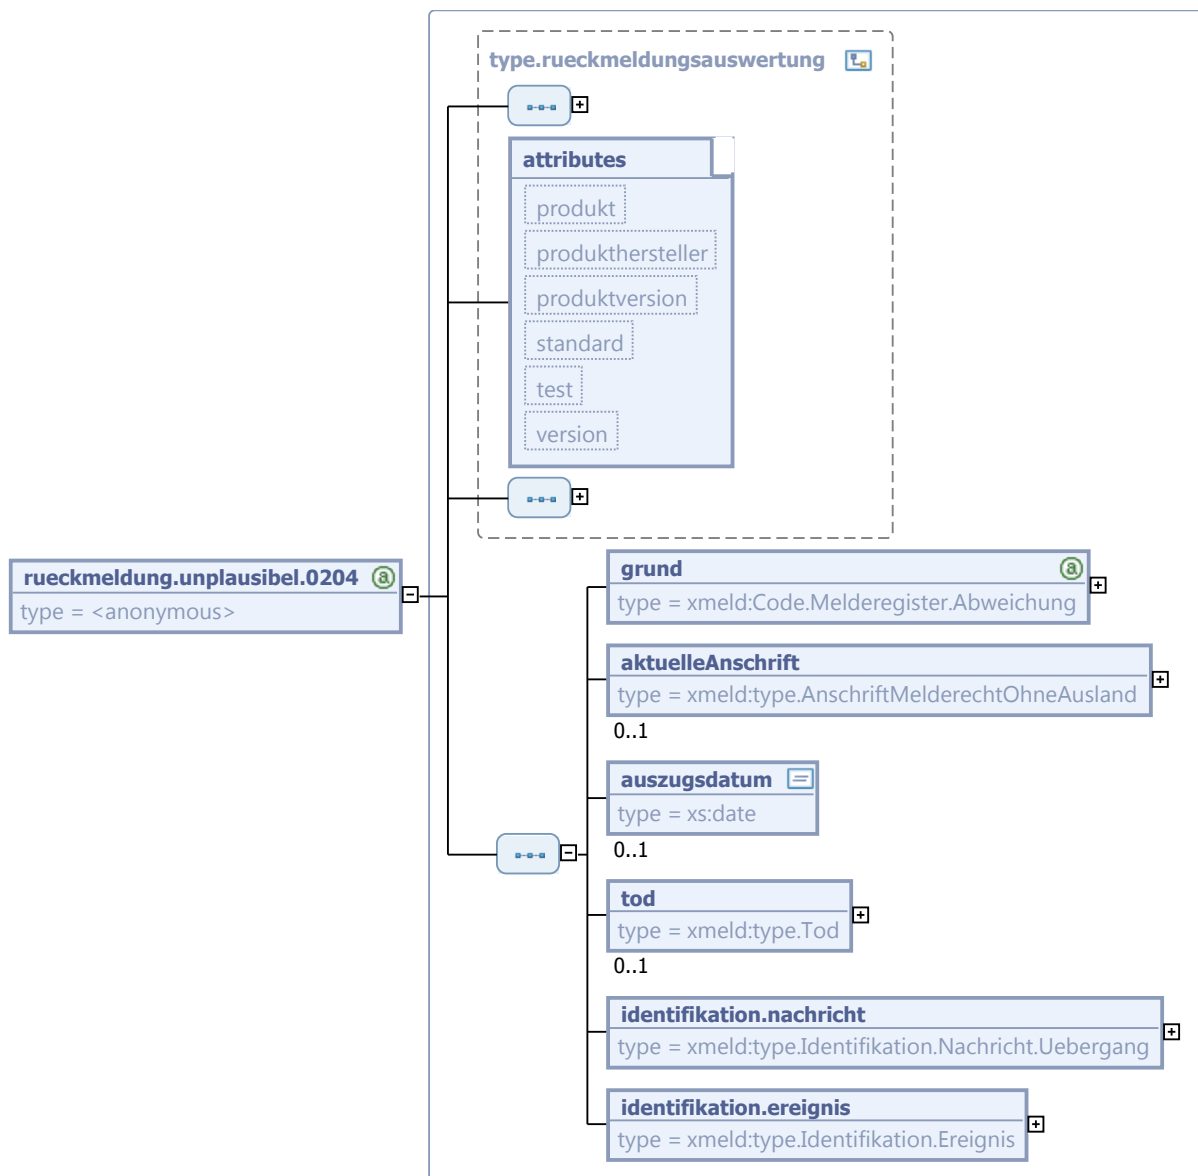 type.rueckmeldungsauswertung
attributes
produkt
produkthersteller
produktversion
standard
test
version
rueckmeldung.unplausibel.0204
type = <anonymous>
grund
type = xmeld:Code.Melderegister.Abweichung
aktuelleAnschrift
type = xmeld:type.AnschriftMelderechtOhneAusland
0..1
auszugsdatum
type = xs:date
0..1
tod
type = xmeld:type.Tod
0..1
identifikation.nachricht
type = xmeld:type.Identifikation.Nachricht.Uebergang
identifikation.ereignis
type = xmeld:type.Identifikation.Ereignis